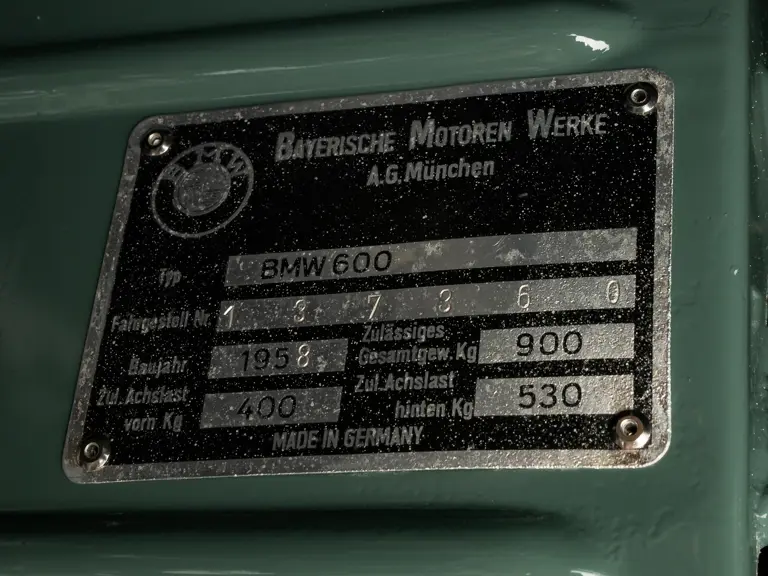 BMW
BAYERISCHE MOTOREN WERKE
A.G. München
Typ BMW 600
Fahrgestell Nr. 1 3 7 3 6 0
Baujahr 1958 Zulässiges Gesamtgew. Kg 900
Zul. Achslast vorn Kg 400 Zul. Achslast hinten Kg 530
MADE IN GERMANY